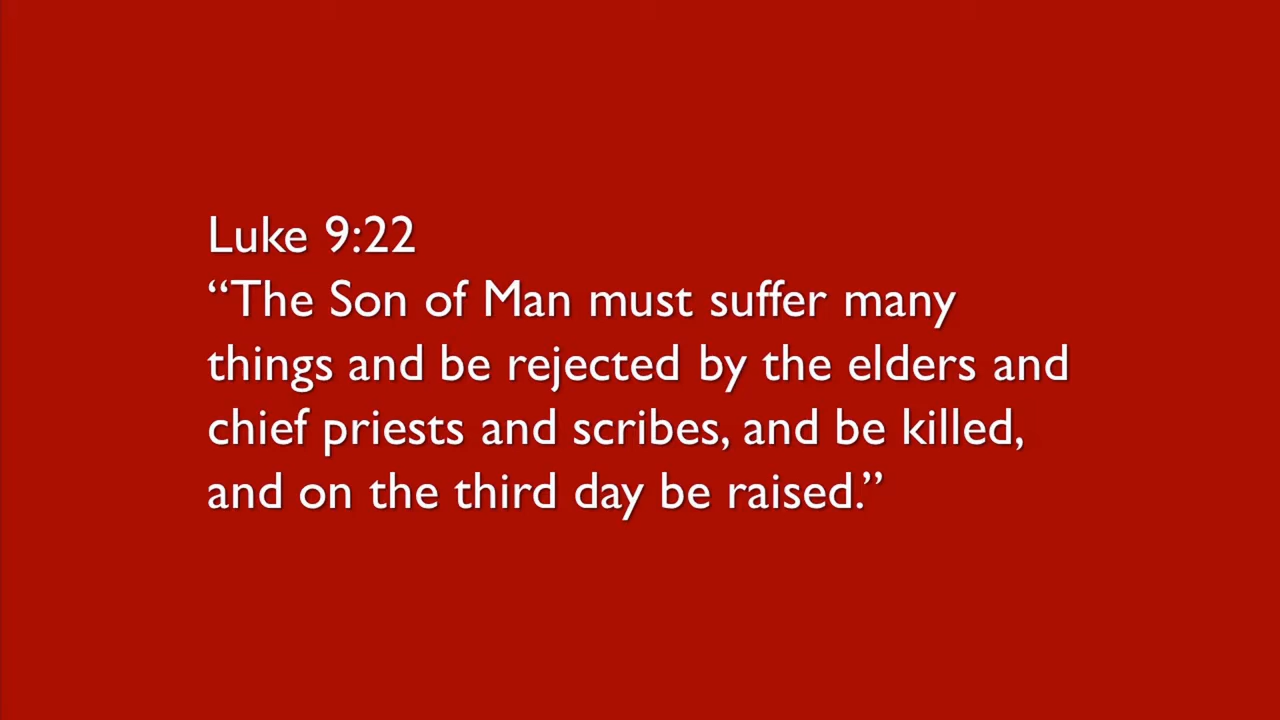 Luke 9:22
“The Son of Man must suffer many
things and be rejected by the elders and
chief priests and scribes, and be killed,
and on the third day be raised.”